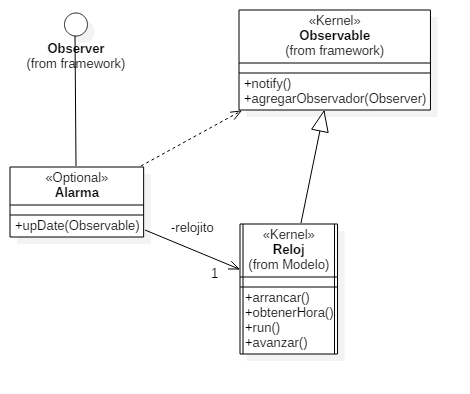 Observer
(from framework)
«Kernel»
Observable
(from framework)
+notify()
+agregarObservador(Observer)
«Optional»
Alarma
+upDate(Observable)
-relojito
1
«Kernel»
Reloj
(from Modelo)
+arrancar()
+obtenerHora()
+run()
+avanzar()